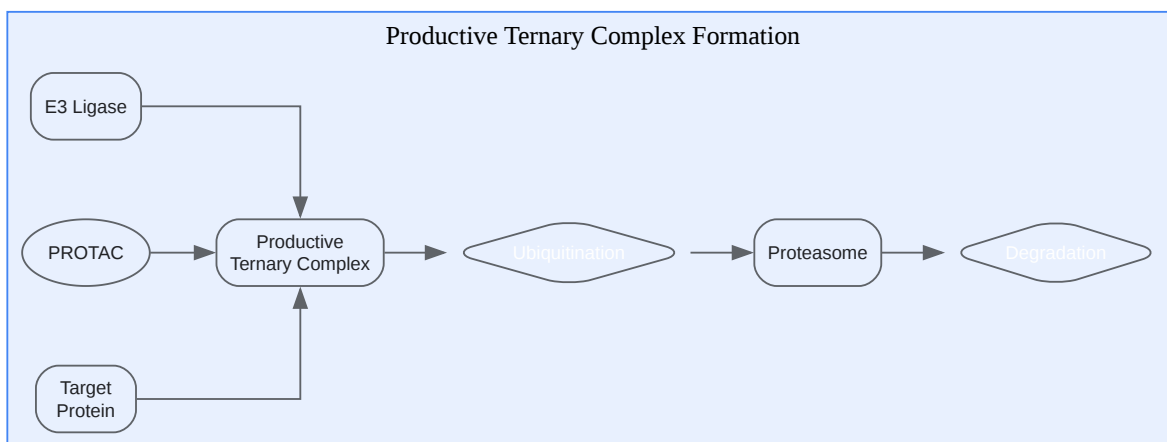 Productive Ternary Complex Formation
E3 Ligase
PROTAC
Productive
Ternary Complex
Ubiquitination
Proteasome
Degradation
Target
Protein